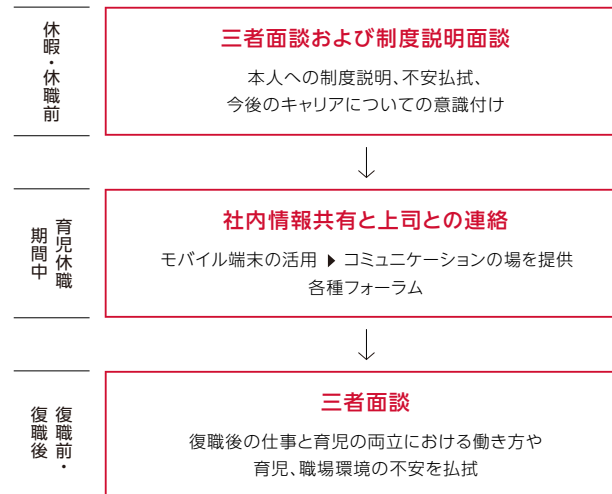 休暇・休職前
三者面談および制度説明面談
本人への制度説明、不安払拭、
今後のキャリアについての意識付け
育児休職
期間中
社内情報共有と上司との連絡
モバイル端末の活用 ▶ コミュニケーションの場を提供
各種フォーラム
復職前・
復職後
三者面談
復職後の仕事と育児の両立における働き方や
育児、職場環境の不安を払拭